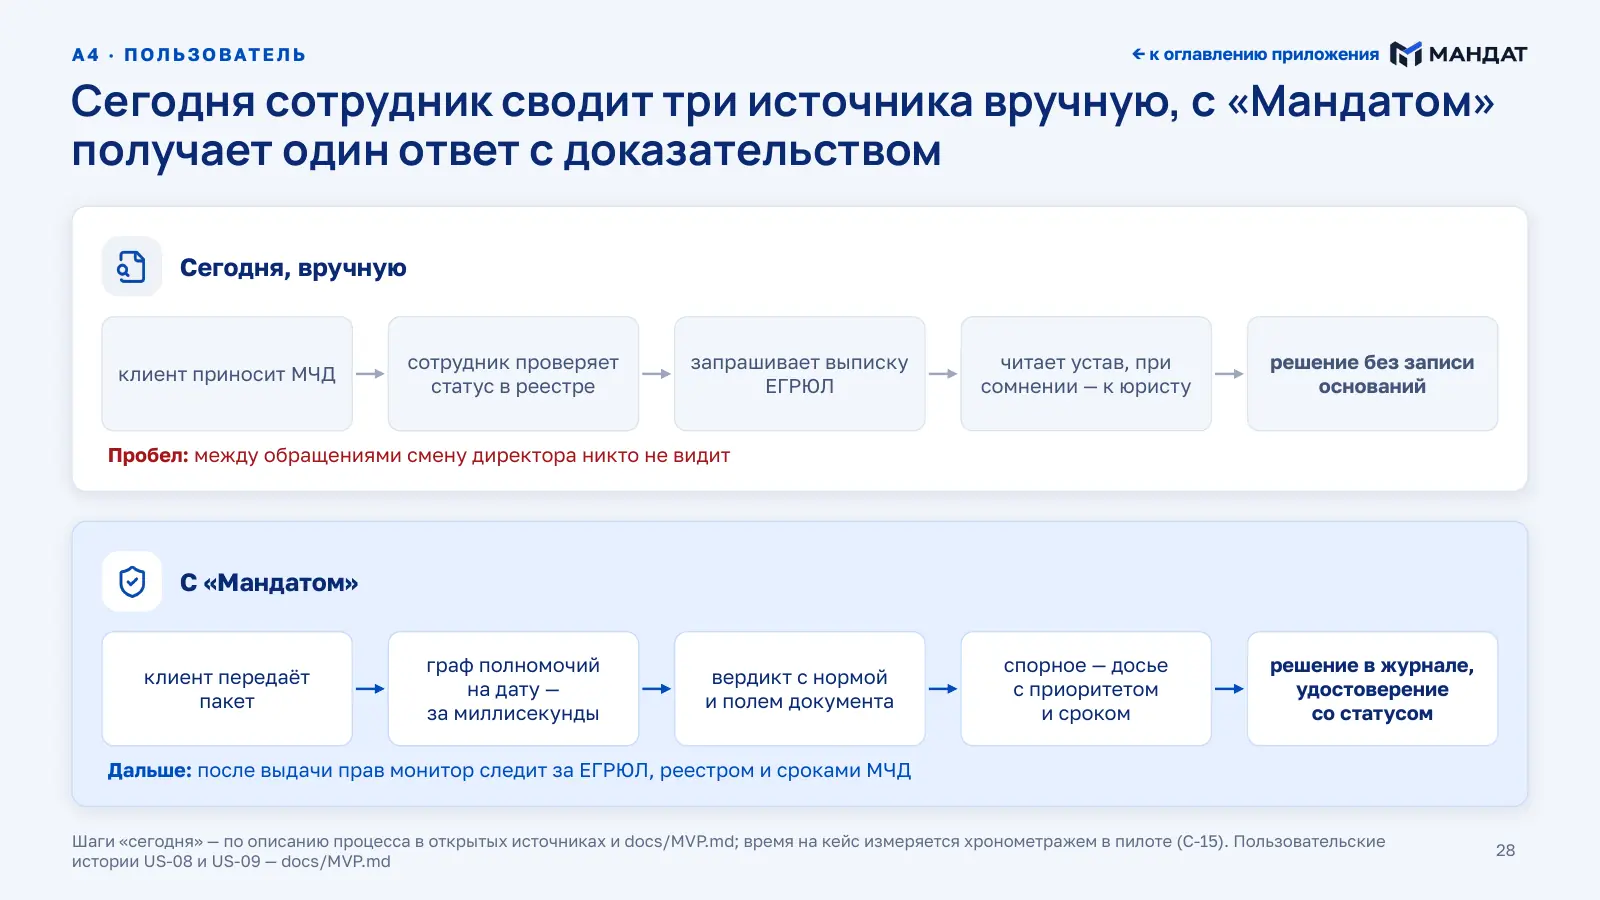 А4 · ПОЛЬЗОВАТЕЛЬ
← к оглавлению приложения
МАНДАТ
Сегодня сотрудник сводит три источника вручную, с «Мандатом»
получает один ответ с доказательством
Сегодня, вручную
клиент приносит МЧД
сотрудник проверяет
статус в реестре
запрашивает выписку
ЕГРЮЛ
читает устав, при
сомнении — к юристу
решение без записи
оснований
Пробел: между обращениями смену директора никто не видит
С «Мандатом»
клиент передаёт
пакет
граф полномочий
на дату —
за миллисекунды
вердикт с нормой
и полем документа
спорное — досье
с приоритетом
и сроком
решение в журнале,
удостоверение
со статусом
Дальше: после выдачи прав монитор следит за ЕГРЮЛ, реестром и сроками МЧД
Шаги «сегодня» — по описанию процесса в открытых источниках и docs/MVP.md; время на кейс измеряется хронометражем в пилоте (С-15). Пользовательские
истории US-08 и US-09 — docs/MVP.md
28